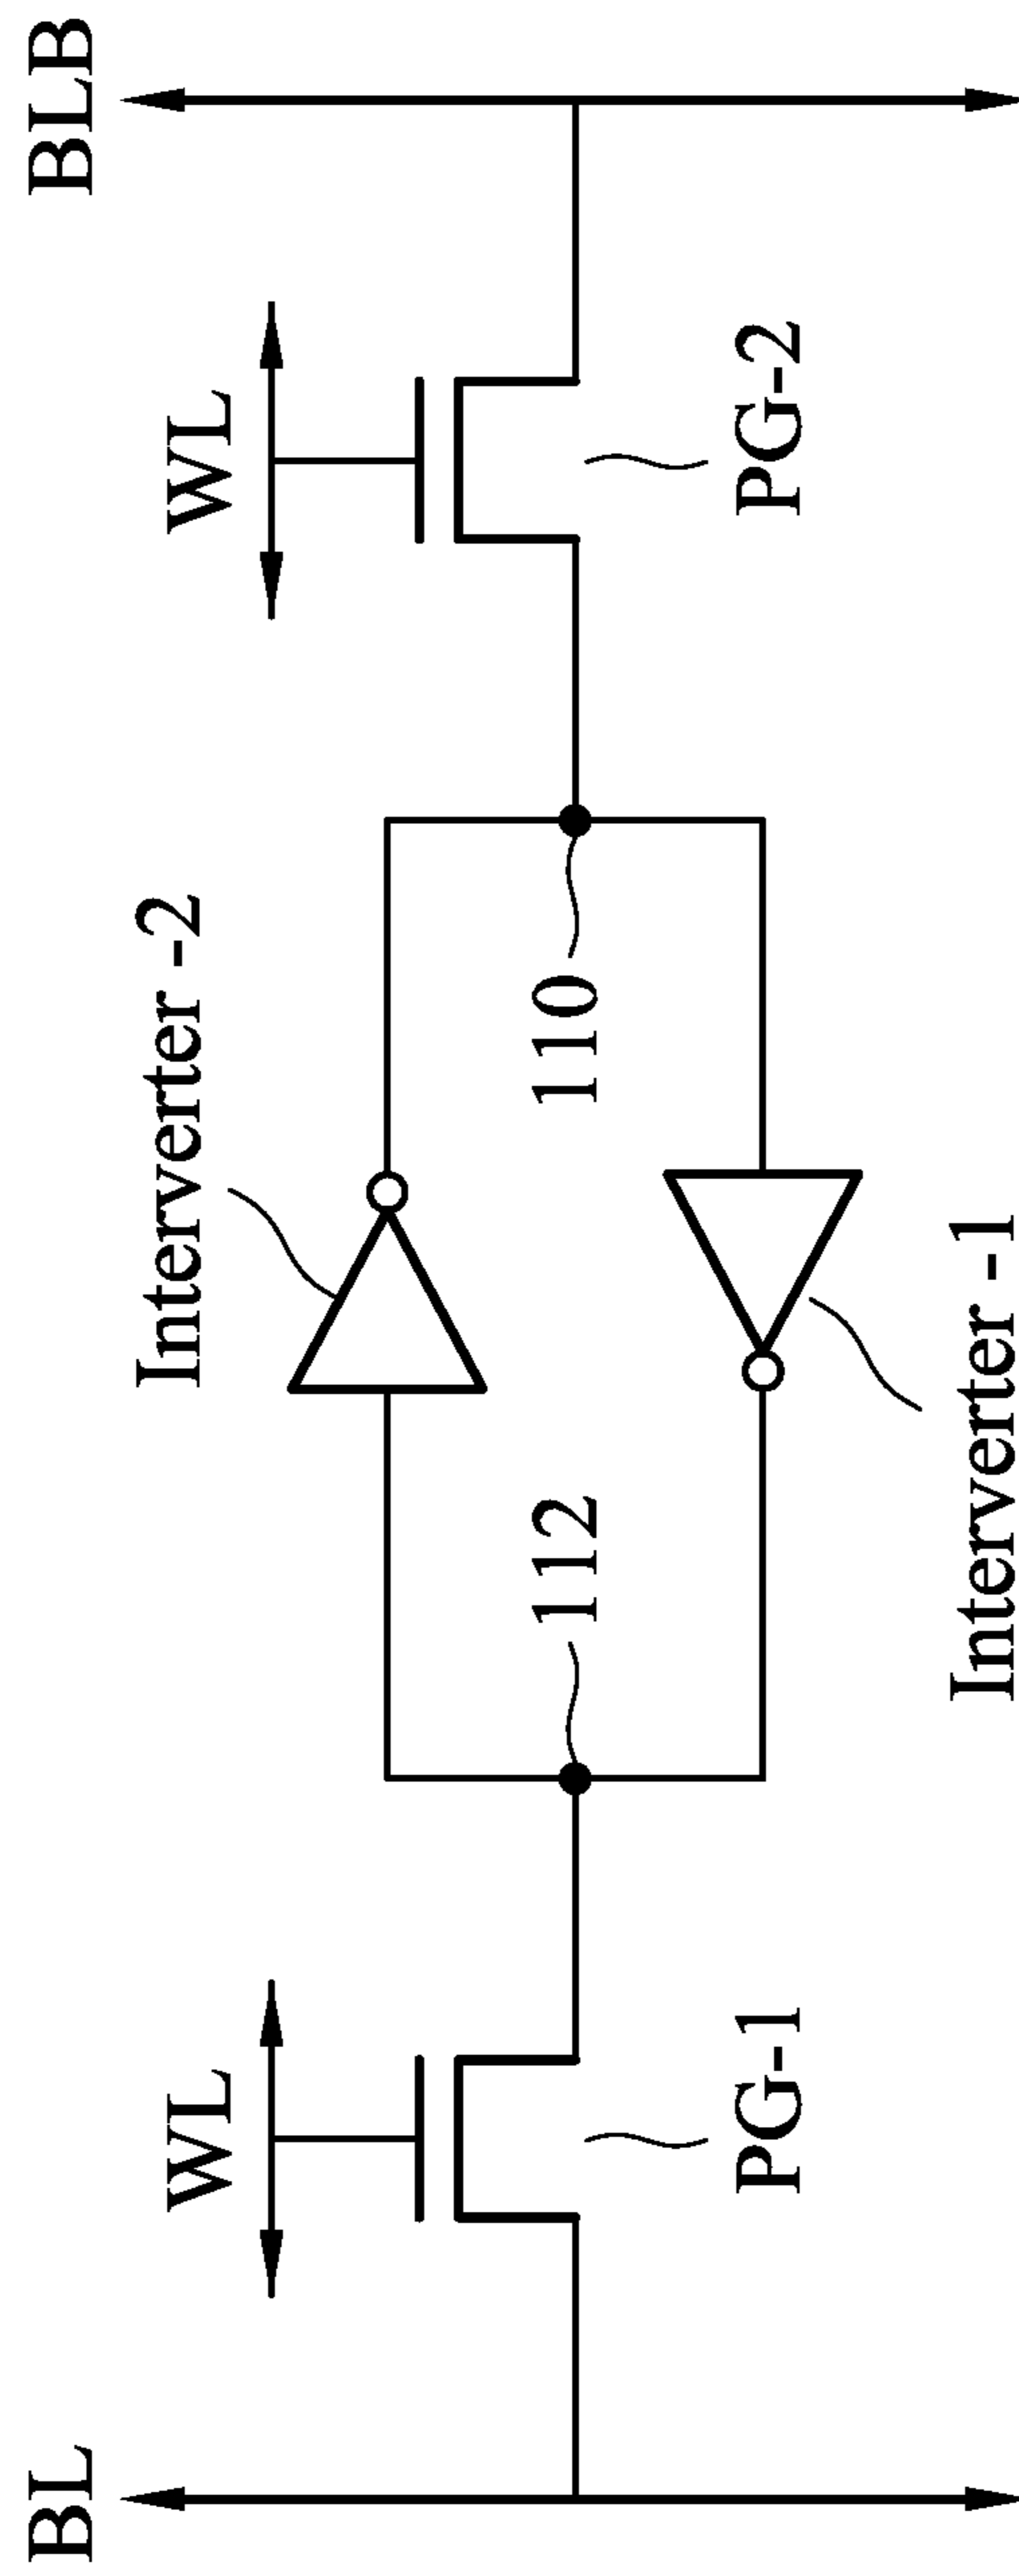 BL
BLB
WL
WL
Interverter -2
112
110
PG-1
PG-2
Interverter -1